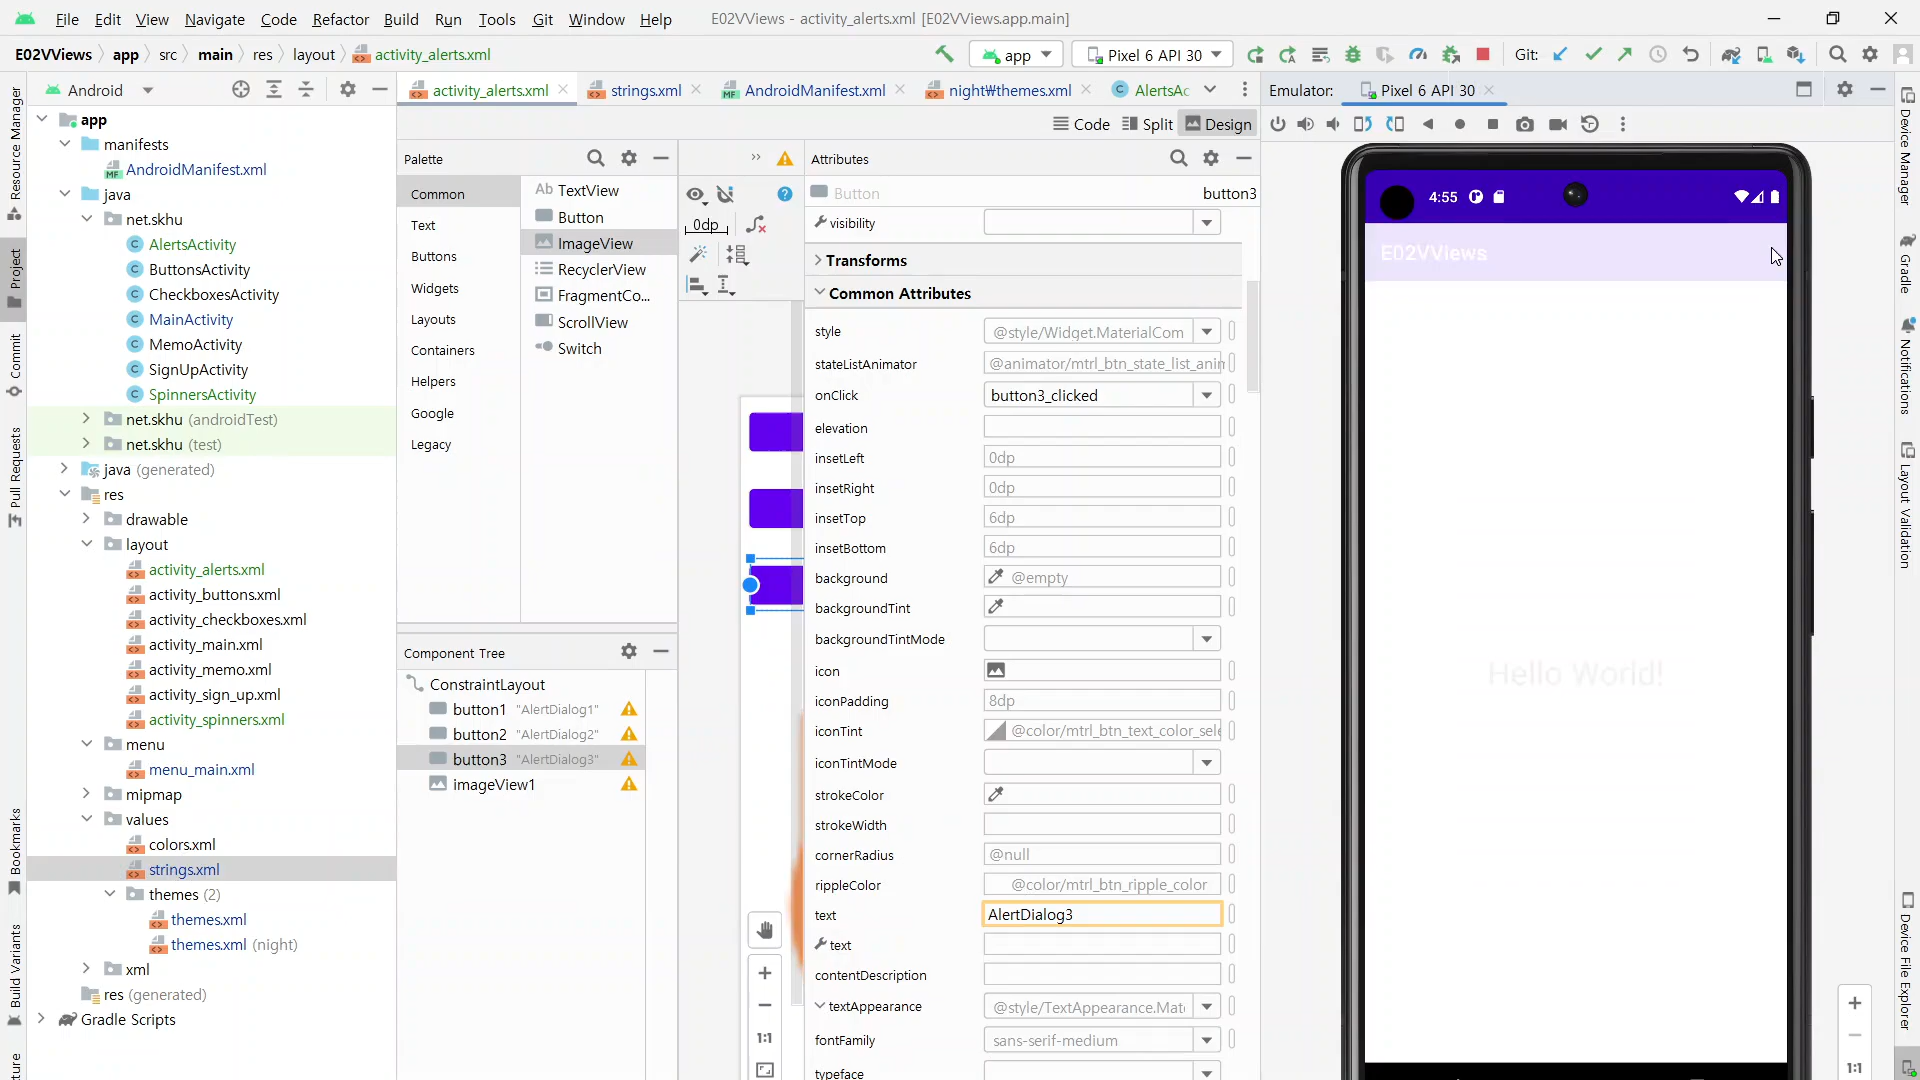 File Edit View Navigate Code Refactor Build Run Tools Git Window Help E02VViews - activity_alerts.xml [E02VViews.app.main]
E02VViews app src main res layout activity_alerts.xml app Pixel 6 API 30 Git:
Android activity_alerts.xml strings.xml AndroidManifest.xml night₩themes.xml AlertsAc Emulator: Pixel 6 API 30
Code Split Design
Resource Manager
Project
Commit
Pull Requests
Bookmarks
Build Variants
app
manifests
AndroidManifest.xml
java
net.skhu
AlertsActivity
ButtonsActivity
CheckboxesActivity
MainActivity
MemoActivity
SignUpActivity
SpinnersActivity
net.skhu (androidTest)
net.skhu (test)
java (generated)
res
drawable
layout
activity_alerts.xml
activity_buttons.xml
activity_checkboxes.xml
activity_main.xml
activity_memo.xml
activity_sign_up.xml
activity_spinners.xml
menu
menu_main.xml
mipmap
values
colors.xml
strings.xml
themes (2)
themes.xml
themes.xml (night)
xml
res (generated)
Gradle Scripts
Palette
Common
Text
Buttons
Widgets
Layouts
Containers
Helpers
Google
Legacy
Ab TextView
Button
ImageView
RecyclerView
FragmentCo...
ScrollView
Switch
Component Tree
ConstraintLayout
button1 "AlertDialog1"
button2 "AlertDialog2"
button3 "AlertDialog3"
imageView1
0dp
1:1
Attributes
Button button3
visibility
Transforms
Common Attributes
style @style/Widget.MaterialCom
stateListAnimator @animator/mtrl_btn_state_list_anim
onClick button3_clicked
elevation
insetLeft 0dp
insetRight 0dp
insetTop 6dp
insetBottom 6dp
background @empty
backgroundTint
backgroundTintMode
icon
iconPadding 8dp
iconTint @color/mtrl_btn_text_color_sele
iconTintMode
strokeColor
strokeWidth
cornerRadius @null
rippleColor @color/mtrl_btn_ripple_color
text AlertDialog3
text
contentDescription
textAppearance @style/TextAppearance.Mate
fontFamily sans-serif-medium
typeface
4:55
E02VViews
Hello World!
1:1
Device Manager
Gradle
Notifications
Layout Validation
Device File Explorer